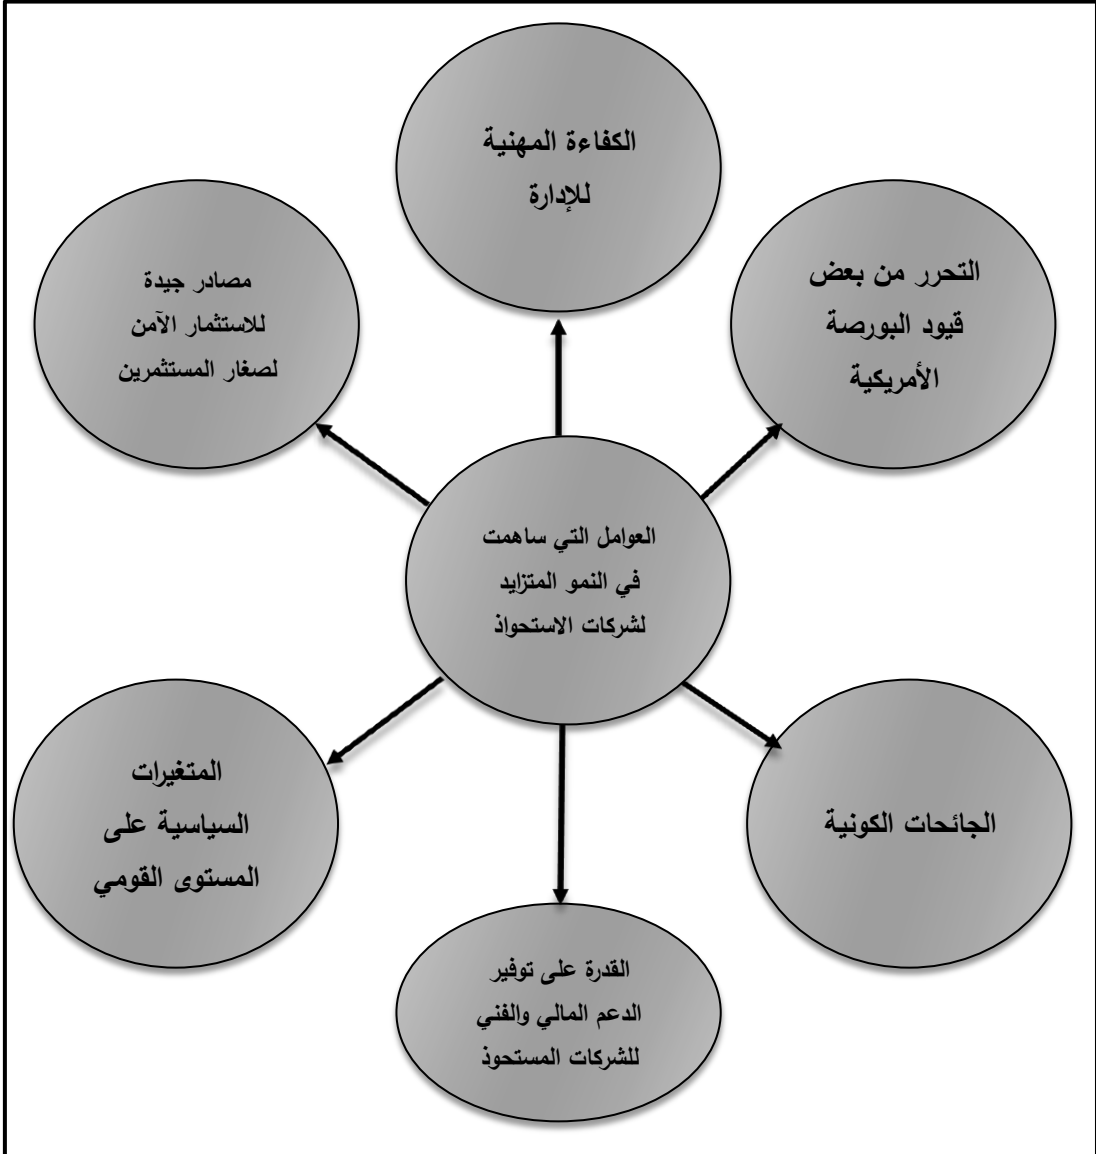 الكفاءة المهنية
للإدارة
التحرر من بعض
قيود البورصة
الأمريكية
مصادر جيدة
للاستثمار الآمن
لصغار المستثمرين
العوامل التي ساهمت
في النمو المتزايد
لشركات الاستحواذ
الجائحات الكونية
المتغيرات
السياسية على
المستوى القومي
القدرة على توفير
الدعم المالي والفني
للشركات المستحوذ